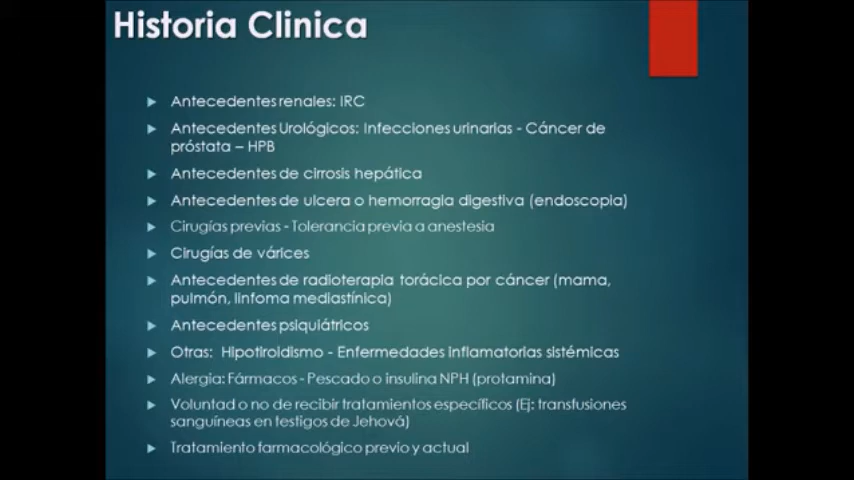 Historia Clinica
Antecedentes renales: IRC
Antecedentes Urológicos: Infecciones urinarias - Cáncer de
próstata – HPB
Antecedentes de cirrosis hepática
Antecedentes de ulcera o hemorragia digestiva (endoscopia)
Cirugías previas - Tolerancia previa a anestesia
Cirugías de várices
Antecedentes de radioterapia torácica por cáncer (mama,
pulmón, linfoma mediastínica)
Antecedentes psiquiátricos
Otras: Hipotiroidismo - Enfermedades inflamatorias sistémicas
Alergia: Fármacos - Pescado o insulina NPH (protamina)
Voluntad o no de recibir tratamientos específicos (Ej: transfusiones
sanguíneas en testigos de Jehová)
Tratamiento farmacológico previo y actual